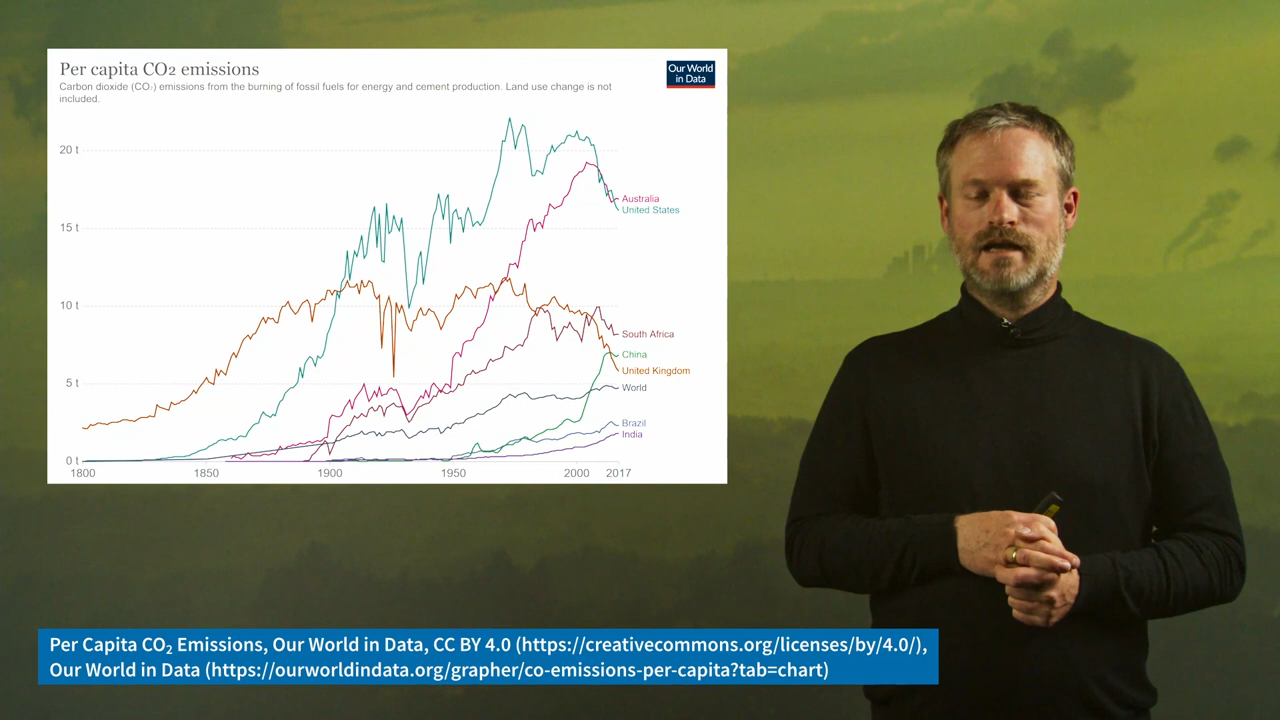 Per capita CO2 emissions
Our World
in Data
Carbon dioxide (CO₂) emissions from the burning of fossil fuels for energy and cement production. Land use change is not
included.
20 t
15 t
10 t
5 t
0 t
Australia
United States
South Africa
China
United Kingdom
World
Brazil
India
1800
1850
1900
1950
2000
2017
Per Capita CO₂ Emissions, Our World in Data, CC BY 4.0 (https://creativecommons.org/licenses/by/4.0/),
Our World in Data (https://ourworldindata.org/grapher/co-emissions-per-capita?tab=chart)